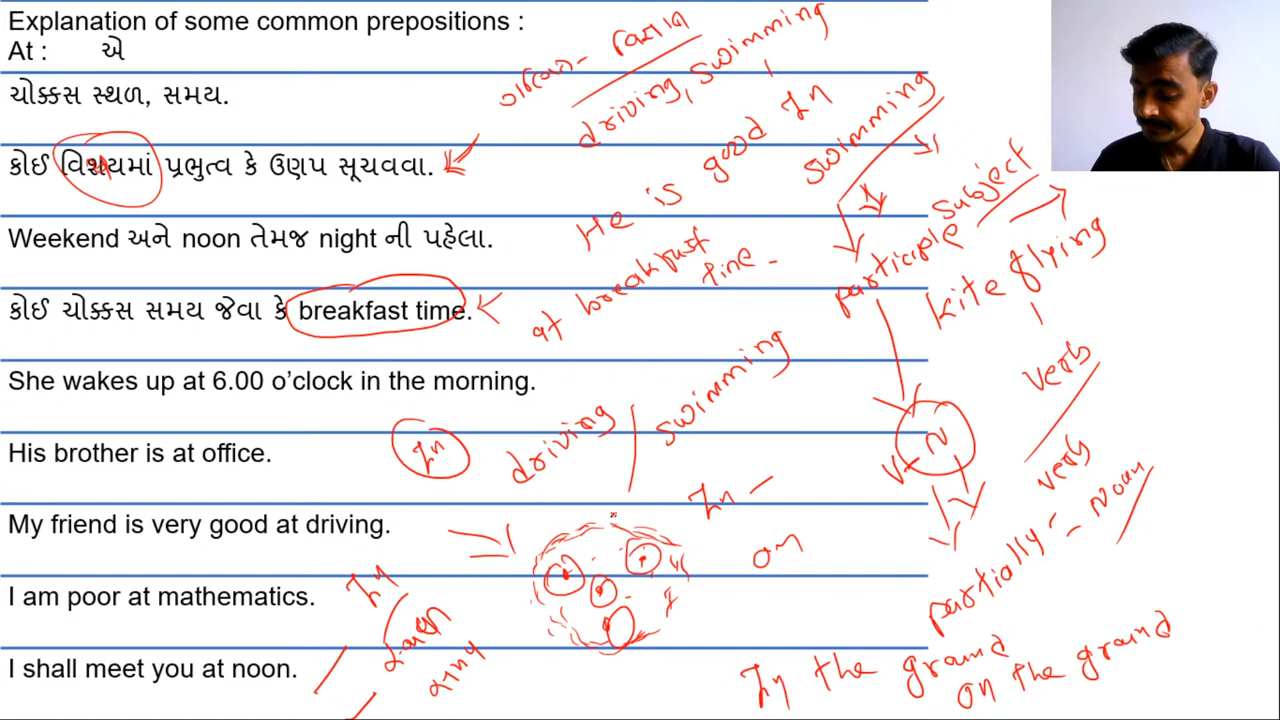 Explanation of some common prepositions :
At : એ
ચોક્કસ સ્થળ, સમય.
કોઈ વિષયમાં પ્રભુત્વ કે ઉણપ સૂચવવા.
Weekend અને noon તેમજ night ની પહેલા.
કોઈ ચોક્કસ સમય જેવા કે breakfast time.
She wakes up at 6.00 o’clock in the morning.
His brother is at office.
My friend is very good at driving.
I am poor at mathematics.
I shall meet you at noon.
driving, swimming
He is good In
swimming
at breakfast
time -
participle
subject
kite flying
verb
verb
N
V-
partially - Noun
In
driving
swimming
In -
on
In
In the ground
on the ground